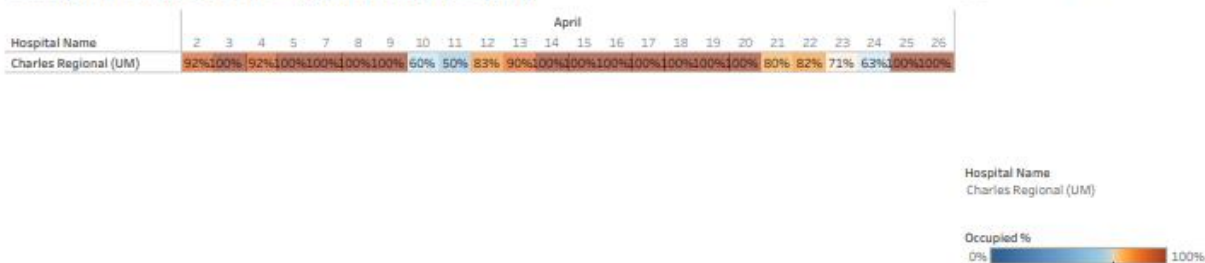 April
Hospital Name 2 3 4 5 7 8 9 10 11 12 13 14 15 16 17 18 19 20 21 22 23 24 25 26
Charles Regional (UM) 92% 100% 92% 100% 100% 100% 100% 60% 50% 83% 90% 100% 100% 100% 100% 100% 100% 100% 80% 82% 71% 63% 100% 100%
Hospital Name
Charles Regional (UM)
Occupied %
0% 100%